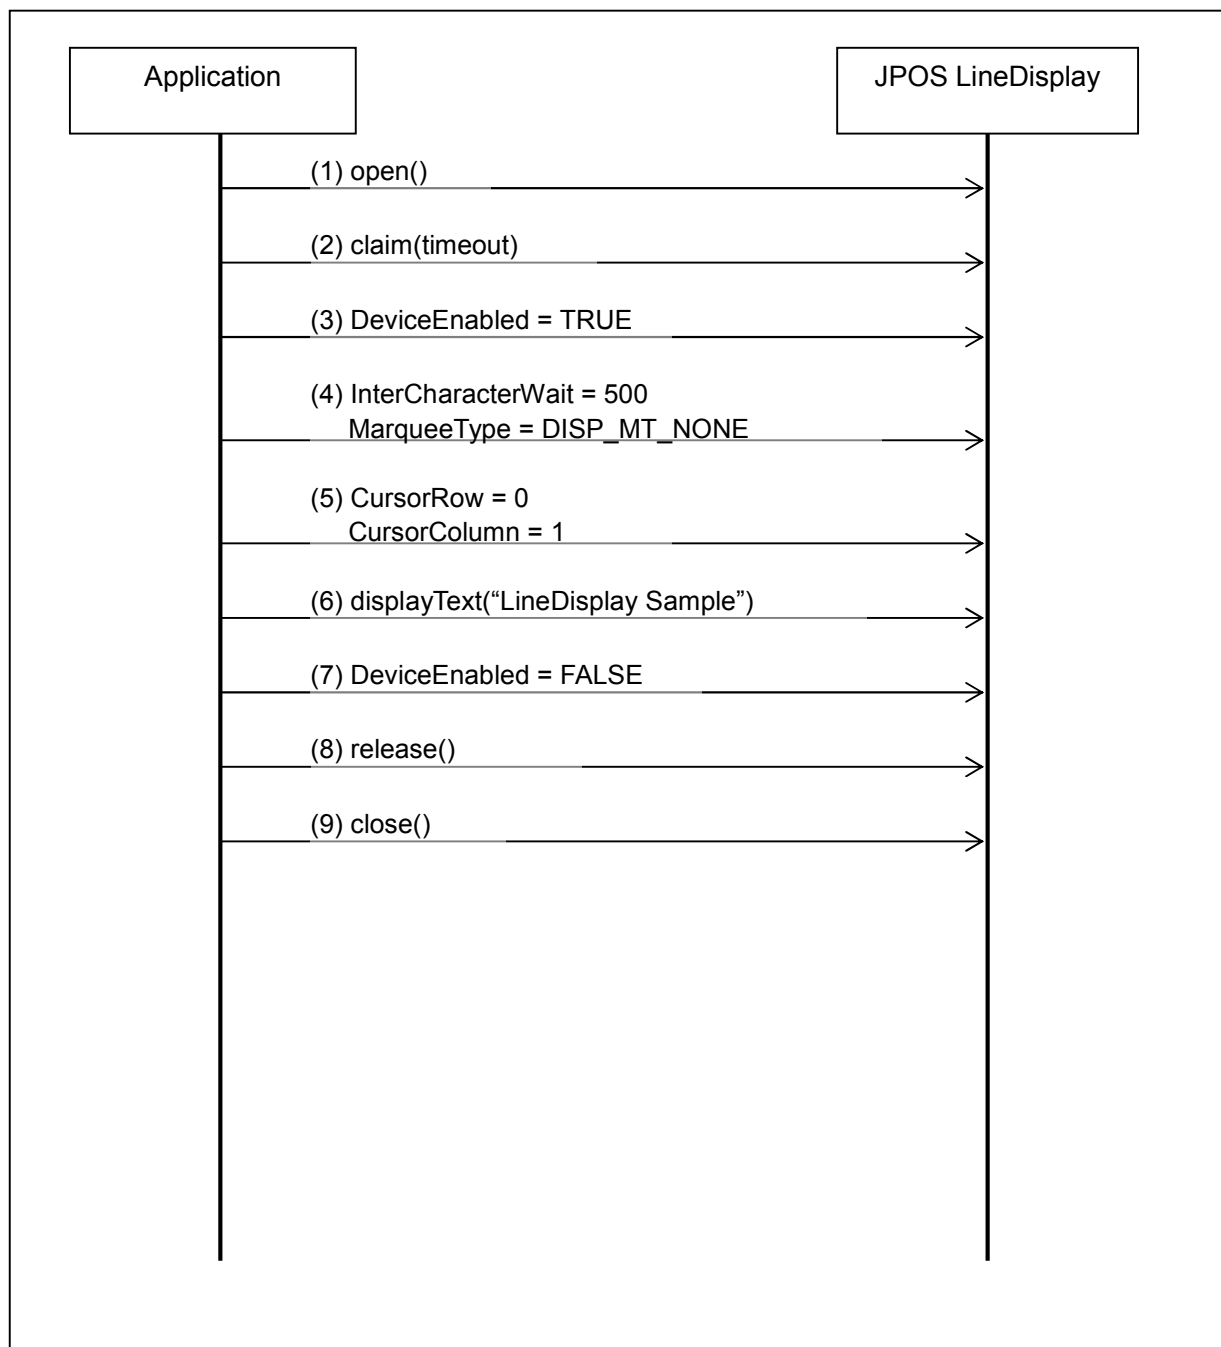 Application
JPOS LineDisplay
(1) open()
(2) claim(timeout)
(3) DeviceEnabled = TRUE
(4) InterCharacterWait = 500
MarqueeType = DISP_MT_NONE
(5) CursorRow = 0
CursorColumn = 1
(6) displayText(“LineDisplay Sample”)
(7) DeviceEnabled = FALSE
(8) release()
(9) close()